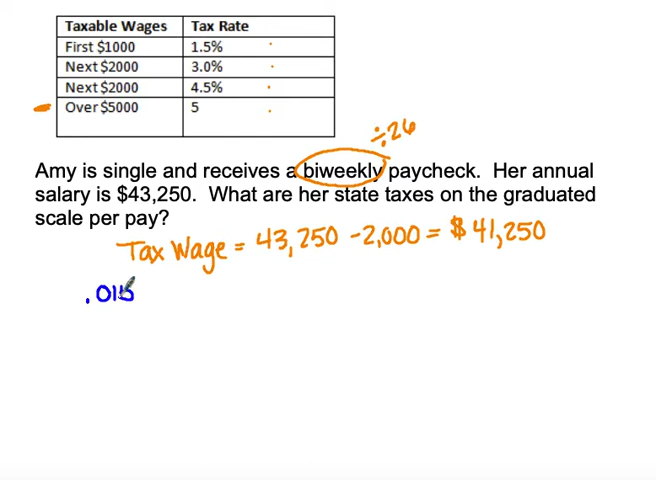 Taxable Wages Tax Rate
First $1000 1.5%
Next $2000 3.0%
Next $2000 4.5%
Over $5000 5
÷26
Amy is single and receives a biweekly paycheck. Her annual
salary is $43,250. What are her state taxes on the graduated
scale per pay?
Tax Wage = 43,250 -2,000 = $ 41,250
.015